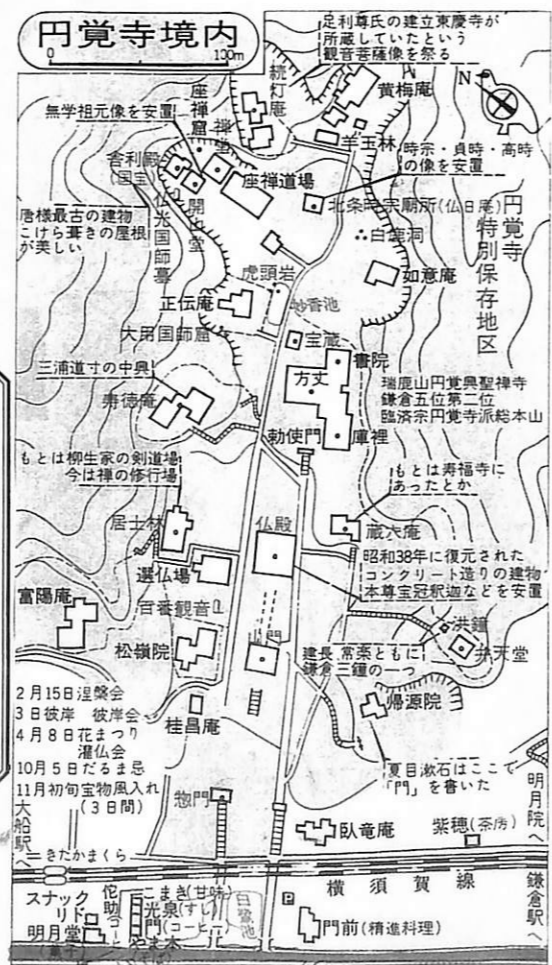 円覚寺境内
0 100m
足利尊氏の建立東慶寺が
所蔵していたという
観音菩薩像を祭る
N
続灯庵
黄梅庵
座禅窟
禅堂
無学祖元像を安置
羊玉林
時宗・貞時・高時
の像を安置
舎利殿
(国宝)
座禅道場
開山堂
北条時宗廟所(仏日庵)
円覚寺
特別保存地区
唐様最古の建物
こけら葺きの屋根
が美しい
仏光国師墓
白鹿洞
虎頭岩
如意庵
正伝庵
妙香池
大用国師窟
宝蔵
書院
方丈
三浦道寸の中興
寿徳庵
瑞鹿山円覚興聖禅寺
鎌倉五位第二位
臨済宗円覚寺派総本山
勅使門
庫裡
もとは柳生家の剣道場
今は禅の修行場
もとは寿福寺に
あったとか
居士林
仏殿
蔵六庵
選仏場
昭和38年に復元された
コンクリート造りの建物
本尊宝冠釈迦などを安置
富陽庵
百番観音
洪鐘
松嶺院
山門
建長 常楽ともに
鎌倉三鐘の一つ
弁天堂
2月15日涅槃会
3日彼岸 彼岸会
4月8日花まつり
灌仏会
10月5日だるま忌
11月初旬宝物風入れ
(3日間)
桂昌庵
帰源院
夏目漱石はここで
「門」を書いた
惣門
大船駅へ
明月院へ
臥竜庵
紫穂(茶房)
きたかまくら
横須賀線
鎌倉駅へ
スナック
リド
侘助
こまき(甘味)
光泉(すし)
門(コーヒー)
やま本
白鷺池
P
明月堂
(菓子)
門前(精進料理)